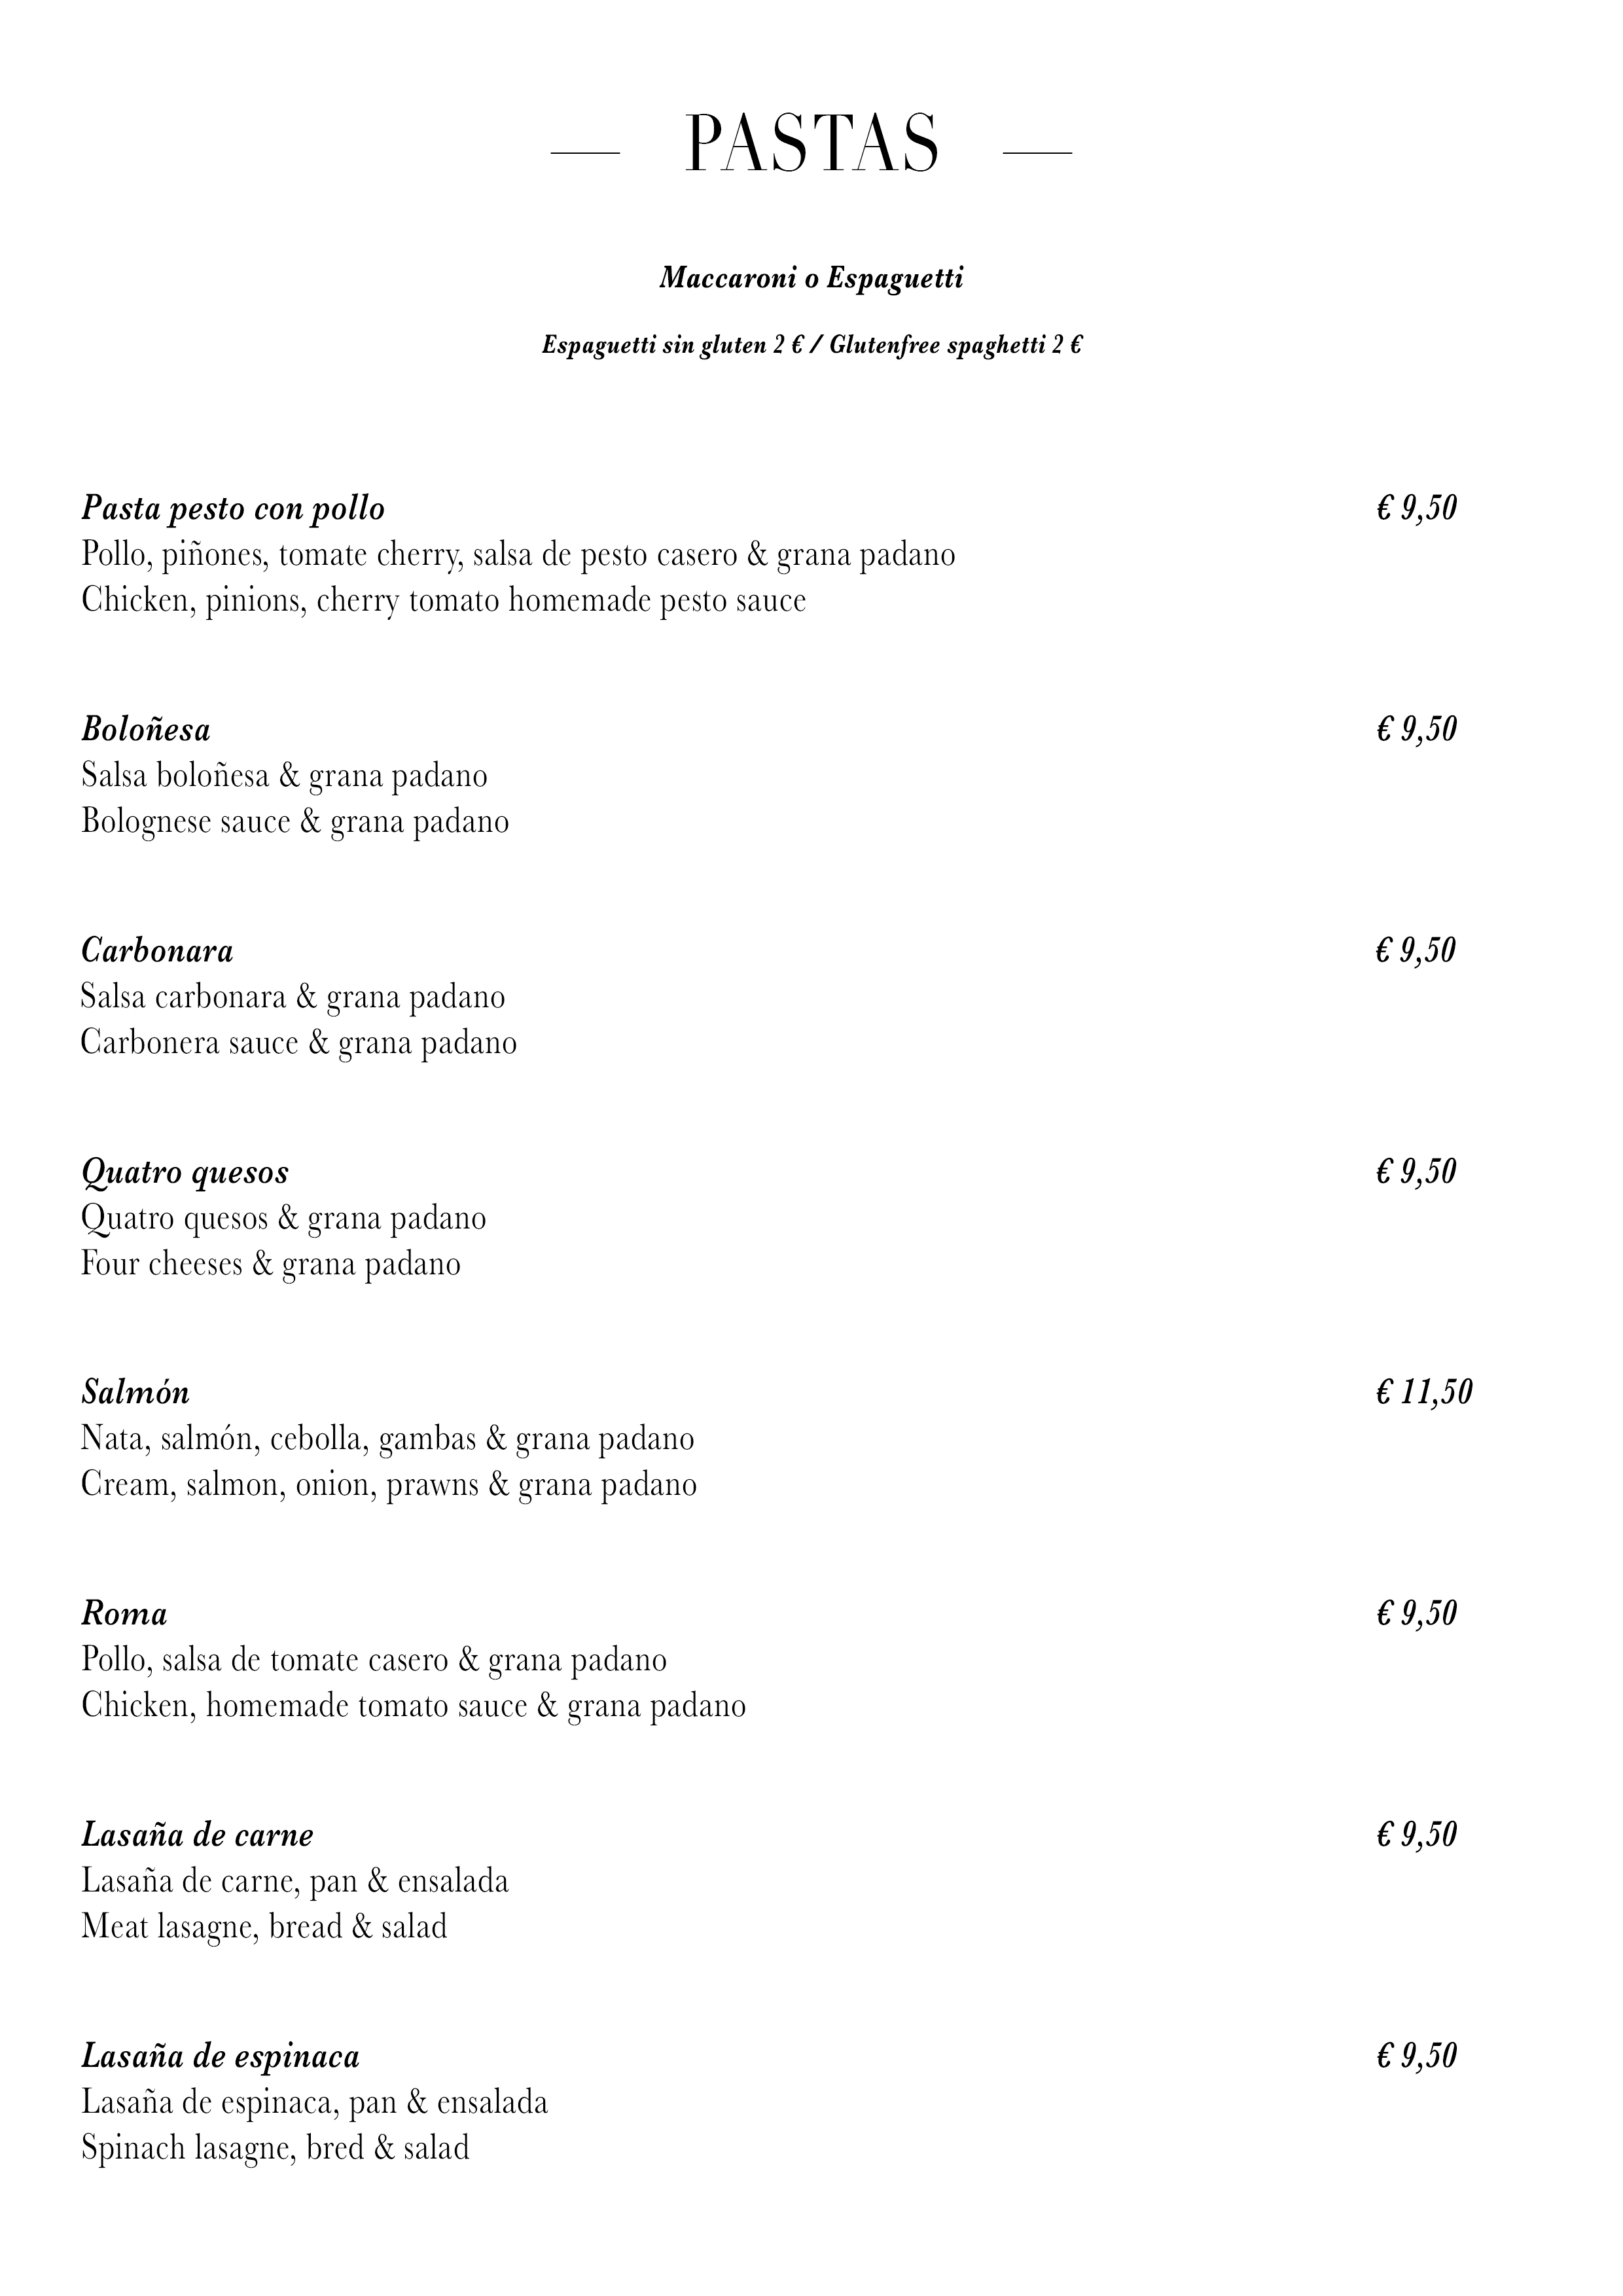 PASTAS
Maccaroni o Espaguetti
Espaguetti sin gluten 2 € / Glutenfree spaghetti 2 €
Pasta pesto con pollo € 9,50
Pollo, piñones, tomate cherry, salsa de pesto casero & grana padano
Chicken, pinions, cherry tomato homemade pesto sauce
Boloñesa € 9,50
Salsa boloñesa & grana padano
Bolognese sauce & grana padano
Carbonara € 9,50
Salsa carbonara & grana padano
Carbonera sauce & grana padano
Quatro quesos € 9,50
Quatro quesos & grana padano
Four cheeses & grana padano
Salmón € 11,50
Nata, salmón, cebolla, gambas & grana padano
Cream, salmon, onion, prawns & grana padano
Roma € 9,50
Pollo, salsa de tomate casero & grana padano
Chicken, homemade tomato sauce & grana padano
Lasaña de carne € 9,50
Lasaña de carne, pan & ensalada
Meat lasagne, bread & salad
Lasaña de espinaca € 9,50
Lasaña de espinaca, pan & ensalada
Spinach lasagne, bred & salad